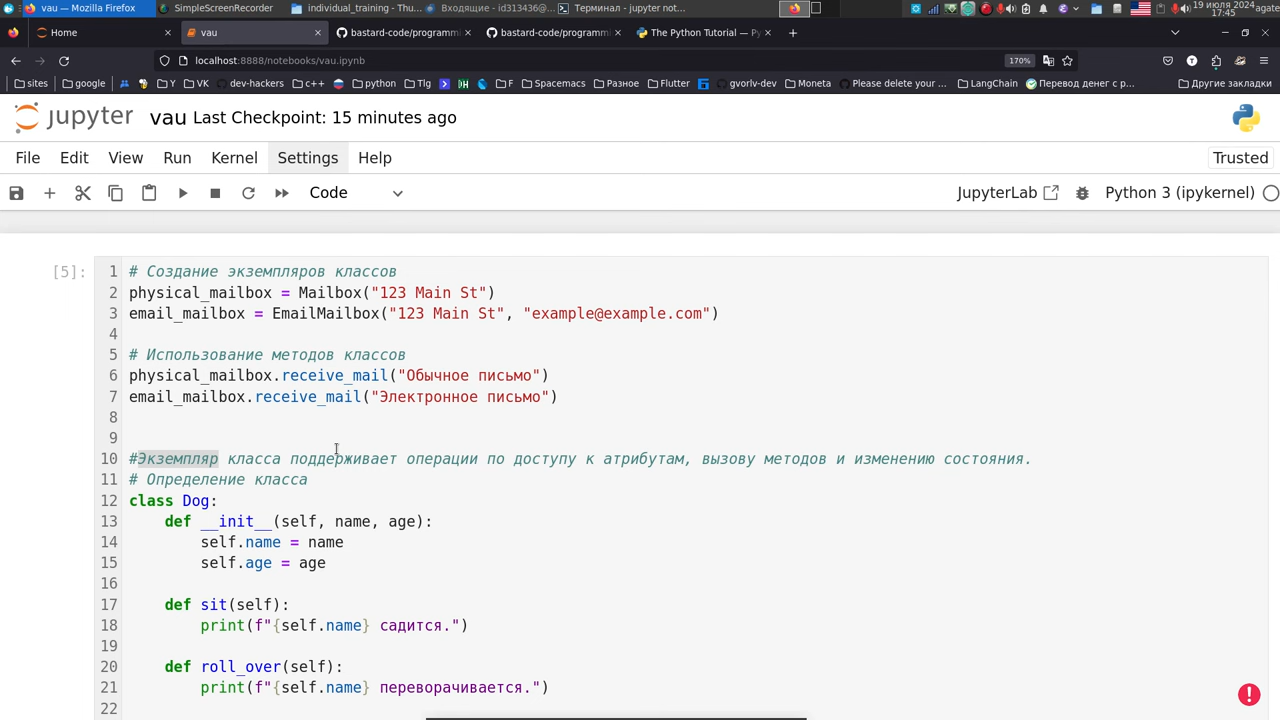 vau — Mozilla Firefox
SimpleScreenRecorder
individual_training - Thu...
Входящие - id313436@...
Терминал - jupyter not...
19 июля 2024
17:45
agate
Home
vau
bastard-code/programm
bastard-code/programm
The Python Tutorial — Py
localhost:8888/notebooks/vau.ipynb
170%
sites
google
Y
VK
dev-hackers
c++
python
Tlg
F
Spacemacs
Разное
Flutter
gvorlv-dev
Moneta
Please delete your ...
LangChain
Перевод денег с р...
Другие закладки
jupyter vau Last Checkpoint: 15 minutes ago
File Edit View Run Kernel Settings Help Trusted
Code JupyterLab Python 3 (ipykernel)
[5]:
1 # Создание экземпляров классов
2 physical_mailbox = Mailbox("123 Main St")
3 email_mailbox = EmailMailbox("123 Main St", "example@example.com")
4
5 # Использование методов классов
6 physical_mailbox.receive_mail("Обычное письмо")
7 email_mailbox.receive_mail("Электронное письмо")
8
9
10 #Экземпляр класса поддерживает операции по доступу к атрибутам, вызову методов и изменению состояния.
11 # Определение класса
12 class Dog:
13     def __init__(self, name, age):
14         self.name = name
15         self.age = age
16
17     def sit(self):
18         print(f"{self.name} садится.")
19
20     def roll_over(self):
21         print(f"{self.name} переворачивается.")
22